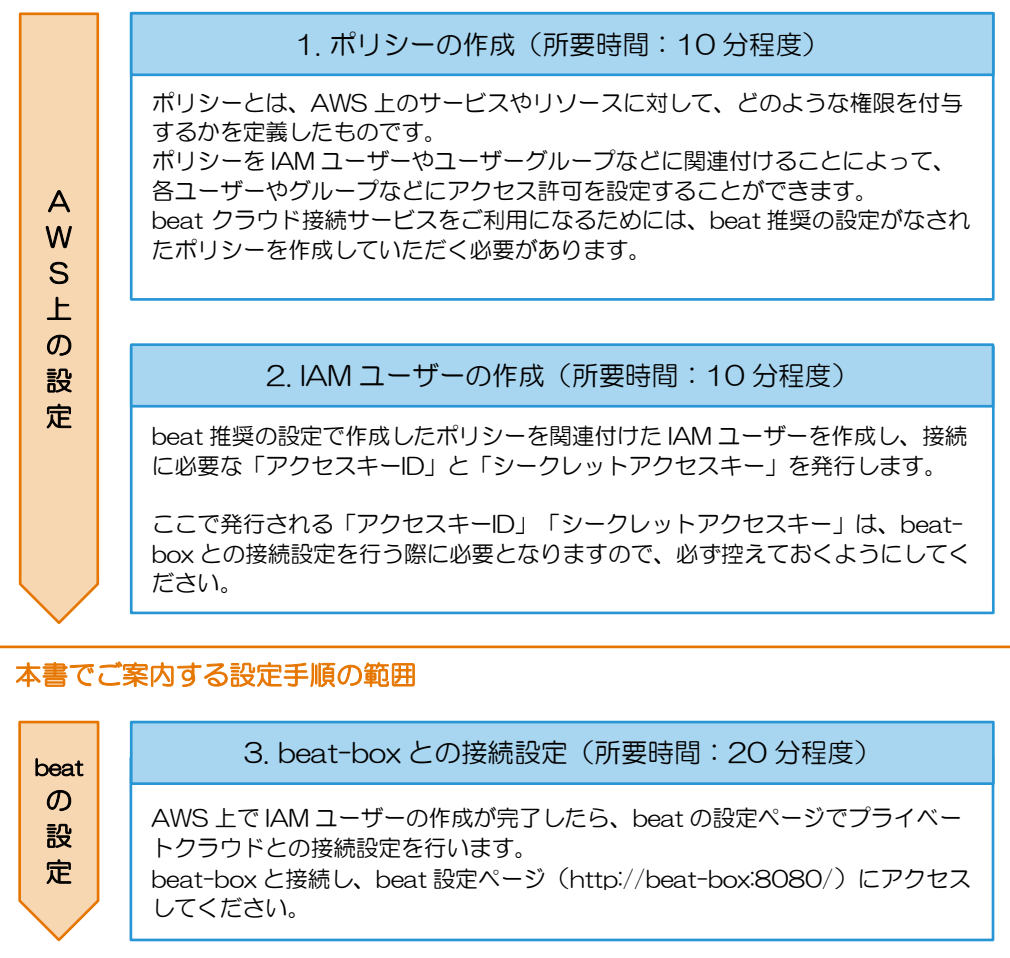 AWS上の設定
1. ポリシーの作成（所要時間：10 分程度）
ポリシーとは、AWS 上のサービスやリソースに対して、どのような権限を付与
するかを定義したものです。
ポリシーを IAM ユーザーやユーザーグループなどに関連付けることによって、
各ユーザーやグループなどにアクセス許可を設定することができます。
beat クラウド接続サービスをご利用になるためには、beat 推奨の設定がなされ
たポリシーを作成していただく必要があります。
2. IAM ユーザーの作成（所要時間：10 分程度）
beat 推奨の設定で作成したポリシーを関連付けた IAM ユーザーを作成し、接続
に必要な「アクセスキーID」と「シークレットアクセスキー」を発行します。
ここで発行される「アクセスキーID」「シークレットアクセスキー」は、beat-
box との接続設定を行う際に必要となりますので、必ず控えておくようにしてく
ださい。
本書でご案内する設定手順の範囲
beat
の設定
3. beat-box との接続設定（所要時間：20 分程度）
AWS 上で IAM ユーザーの作成が完了したら、beat の設定ページでプライベー
トクラウドとの接続設定を行います。
beat-box と接続し、beat 設定ページ（http://beat-box:8080/）にアクセス
してください。